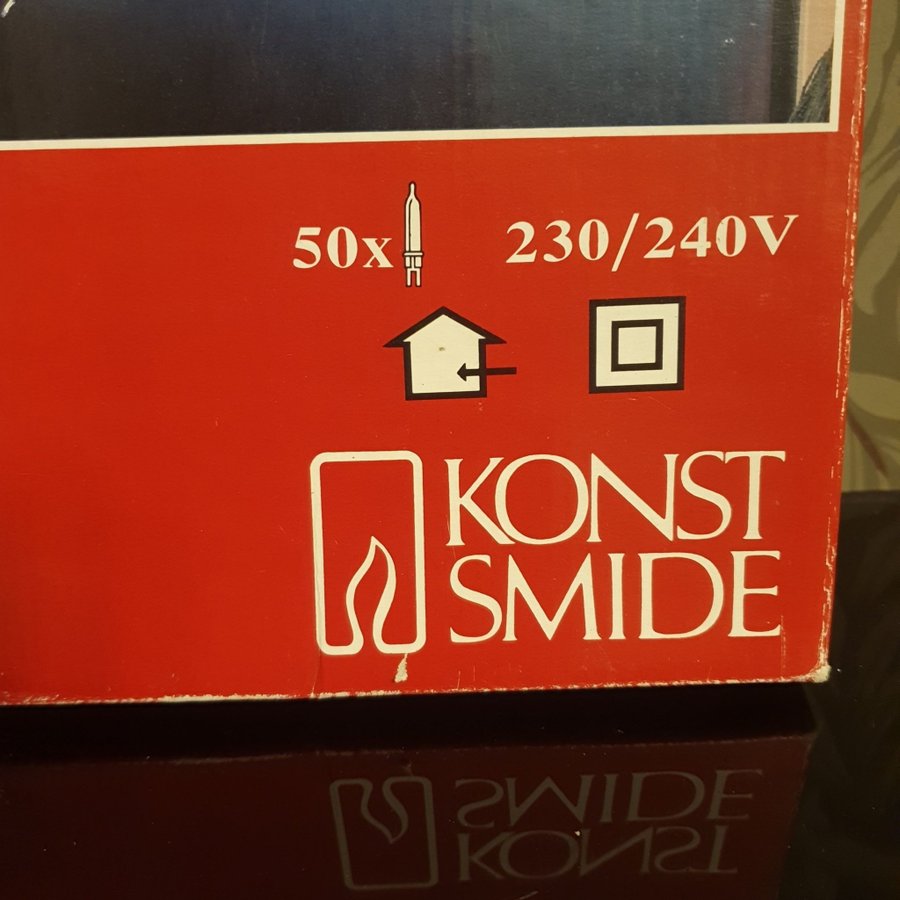 50x 230/240V
KONST
SMIDE